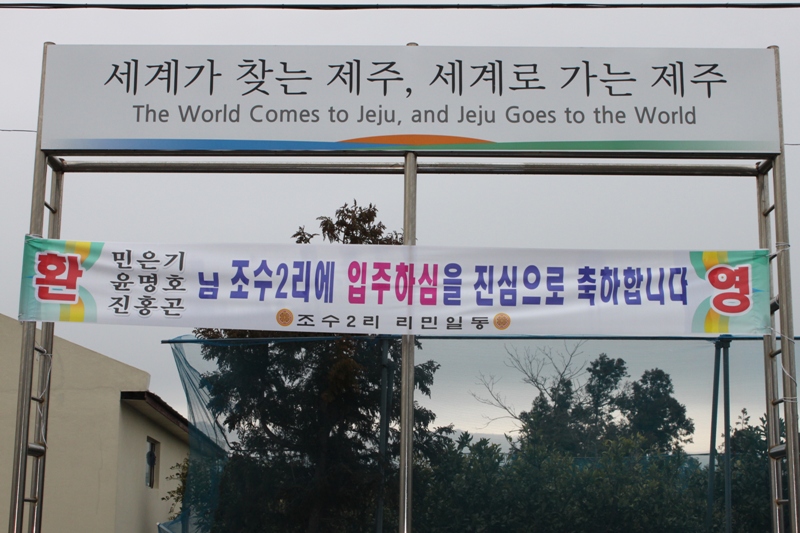 세계가 찾는 제주, 세계로 가는 제주
The World Comes to Jeju, and Jeju Goes to the World
환
민은기
윤명호
진홍곤
님 조수2리에 입주하심을 진심으로 축하합니다
영
조수2리 리민일동